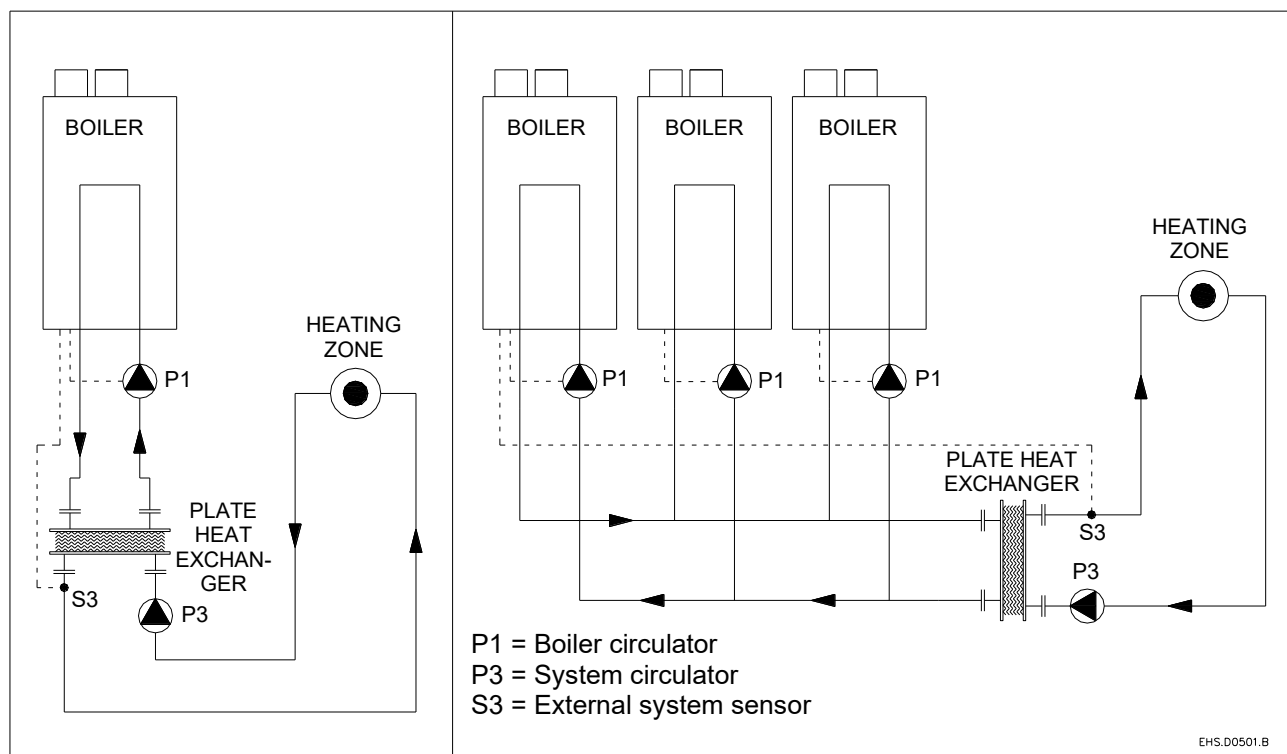 BOILER
P1
HEATING
ZONE
PLATE
HEAT
EXCHAN-
GER
S3
P3
BOILER
BOILER
BOILER
P1
P1
P1
HEATING
ZONE
PLATE HEAT
EXCHANGER
S3
P3
P1 = Boiler circulator
P3 = System circulator
S3 = External system sensor
EHS.D0501.B